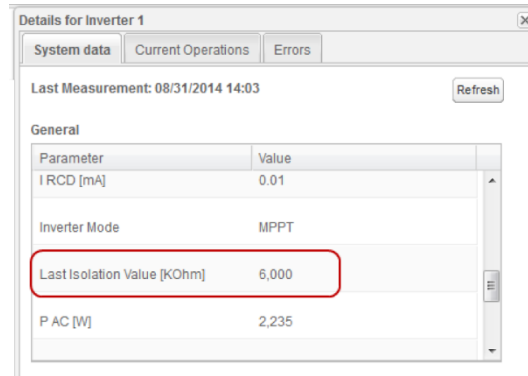 Details for Inverter 1
System data Current Operations Errors
Last Measurement: 08/31/2014 14:03 Refresh
General
Parameter Value
I RCD [mA] 0.01
Inverter Mode MPPT
Last Isolation Value [KOhm] 6,000
P AC [W] 2,235